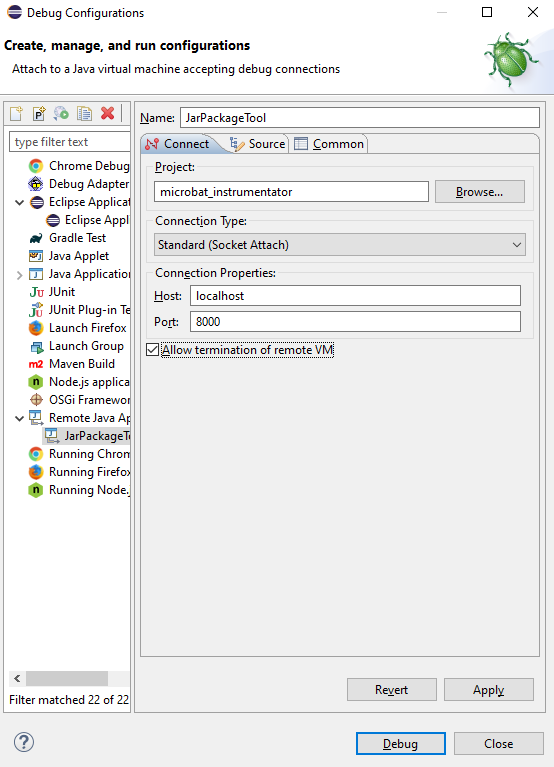 Debug Configurations
Create, manage, and run configurations
Attach to a Java virtual machine accepting debug connections
type filter text
Chrome Debug
Debug Adapter
Eclipse Applicat
Eclipse Appl
Gradle Test
Java Applet
Java Application
JUnit
JUnit Plug-in Te
Launch Firefox
Launch Group
Maven Build
Node.js applica
OSGi Framewor
Remote Java Ap
JarPackageTo
Running Chrom
Running Firefox
Running Node.j
Filter matched 22 of 22
Name: JarPackageTool
Connect Source Common
Project:
microbat_instrumentator Browse...
Connection Type:
Standard (Socket Attach)
Connection Properties:
Host: localhost
Port: 8000
Allow termination of remote VM
Revert Apply
Debug Close